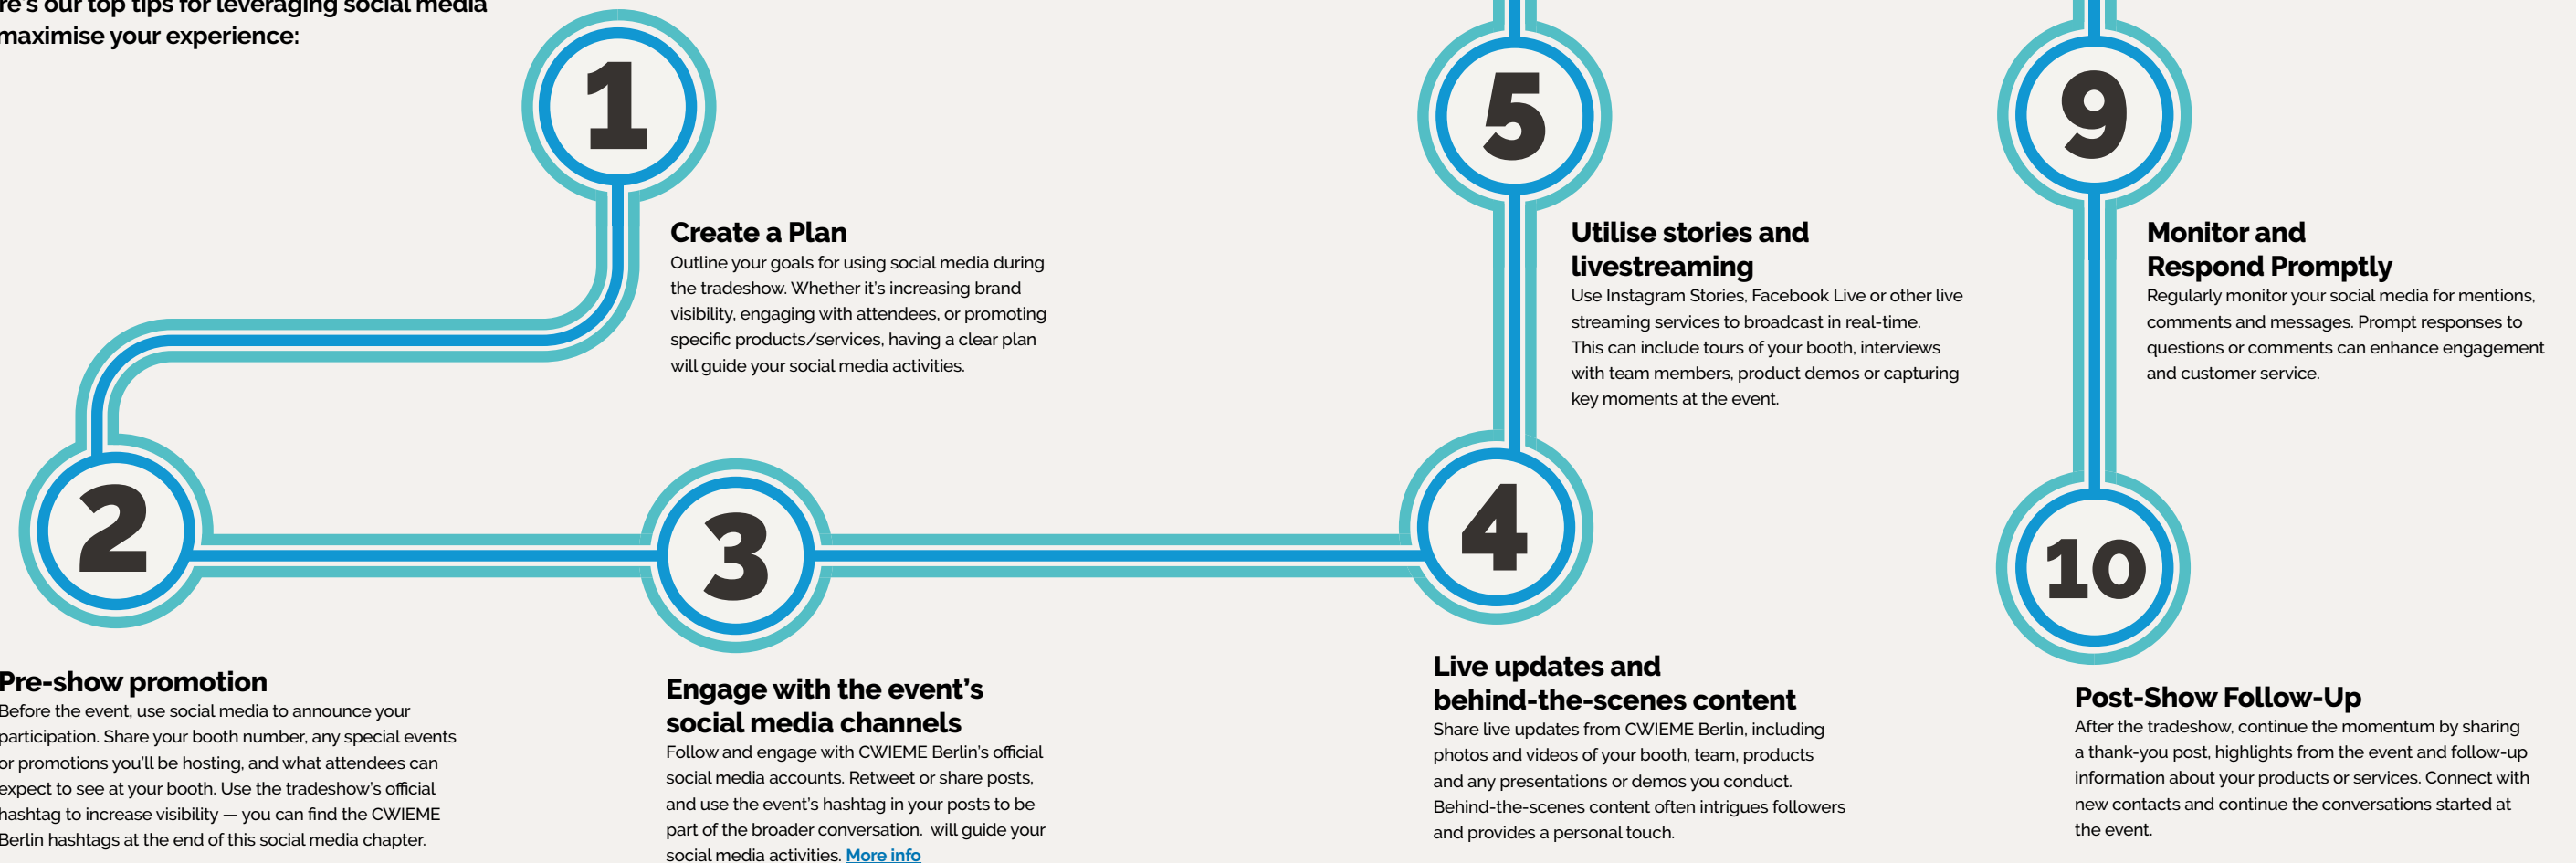 re's our top tips for leveraging social media
maximise your experience:
1
Create a Plan
Outline your goals for using social media during
the tradeshow. Whether it's increasing brand
visibility, engaging with attendees, or promoting
specific products/services, having a clear plan
will guide your social media activities.
2
Pre-show promotion
Before the event, use social media to announce your
participation. Share your booth number, any special events
or promotions you'll be hosting, and what attendees can
expect to see at your booth. Use the tradeshow's official
hashtag to increase visibility — you can find the CWIEME
Berlin hashtags at the end of this social media chapter.
3
Engage with the event's
social media channels
Follow and engage with CWIEME Berlin's official
social media accounts. Retweet or share posts,
and use the event's hashtag in your posts to be
part of the broader conversation.  will guide your
social media activities. More info
4
Live updates and
behind-the-scenes content
Share live updates from CWIEME Berlin, including
photos and videos of your booth, team, products
and any presentations or demos you conduct.
Behind-the-scenes content often intrigues followers
and provides a personal touch.
5
Utilise stories and
livestreaming
Use Instagram Stories, Facebook Live or other live
streaming services to broadcast in real-time.
This can include tours of your booth, interviews
with team members, product demos or capturing
key moments at the event.
9
Monitor and
Respond Promptly
Regularly monitor your social media for mentions,
comments and messages. Prompt responses to
questions or comments can enhance engagement
and customer service.
10
Post-Show Follow-Up
After the tradeshow, continue the momentum by sharing
a thank-you post, highlights from the event and follow-up
information about your products or services. Connect with
new contacts and continue the conversations started at
the event.